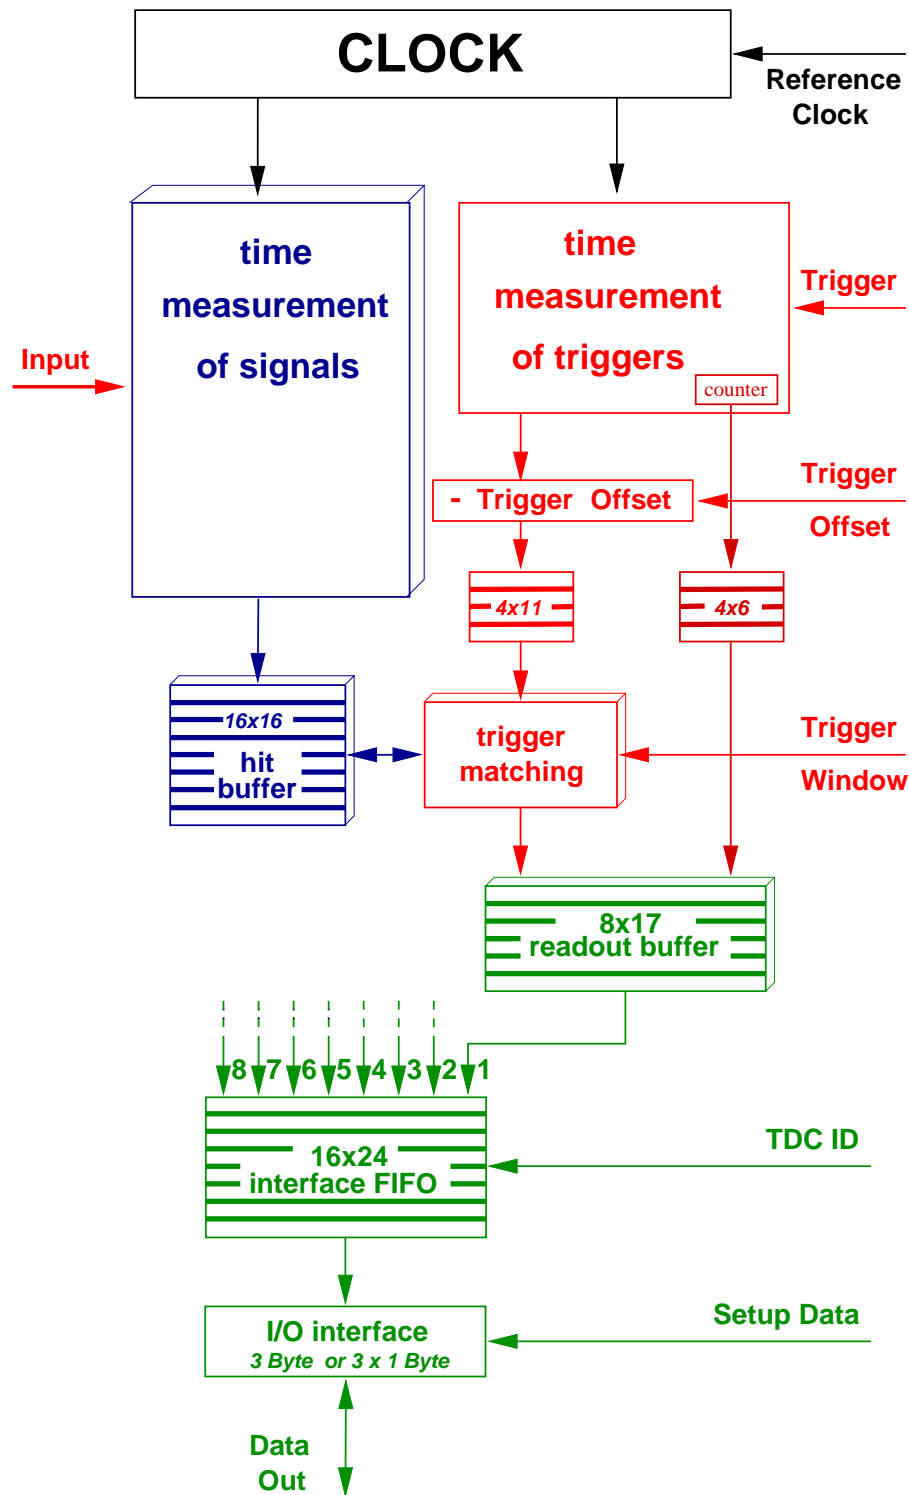 CLOCK
Reference
Clock
time
measurement
of signals
Input
time
measurement
of triggers
counter
Trigger
- Trigger Offset
Trigger
Offset
4x11
4x6
16x16
hit
buffer
trigger
matching
Trigger
Window
8x17
readout buffer
8 7 6 5 4 3 2 1
16x24
interface FIFO
TDC ID
I/O interface
3 Byte or 3 x 1 Byte
Setup Data
Data
Out